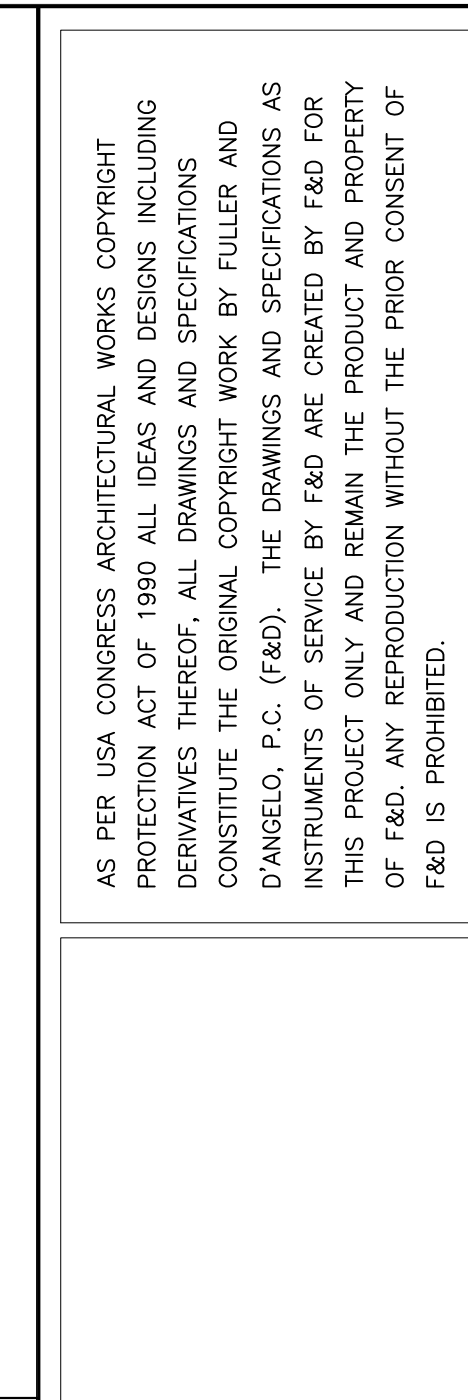 AS PER USA CONGRESS ARCHITECTURAL WORKS COPYRIGHT
PROTECTION ACT OF 1990 ALL IDEAS AND DESIGNS INCLUDING
DERIVATIVES THEREOF, ALL DRAWINGS AND SPECIFICATIONS
CONSTITUTE THE ORIGINAL COPYRIGHT WORK BY FULLER AND
D'ANGELO, P.C. (F&D). THE DRAWINGS AND SPECIFICATIONS AS
INSTRUMENTS OF SERVICE BY F&D ARE CREATED BY F&D FOR
THIS PROJECT ONLY AND REMAIN THE PRODUCT AND PROPERTY
OF F&D. ANY REPRODUCTION WITHOUT THE PRIOR CONSENT OF
F&D IS PROHIBITED.